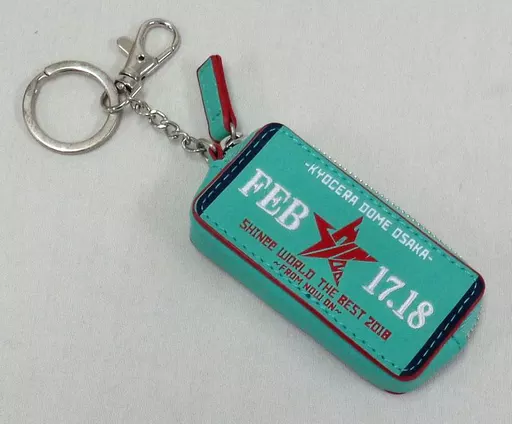 -KYOCERA DOME OSAKA-
FEB 17.18
SHINee WORLD THE BEST 2018
~FROM NOW ON~